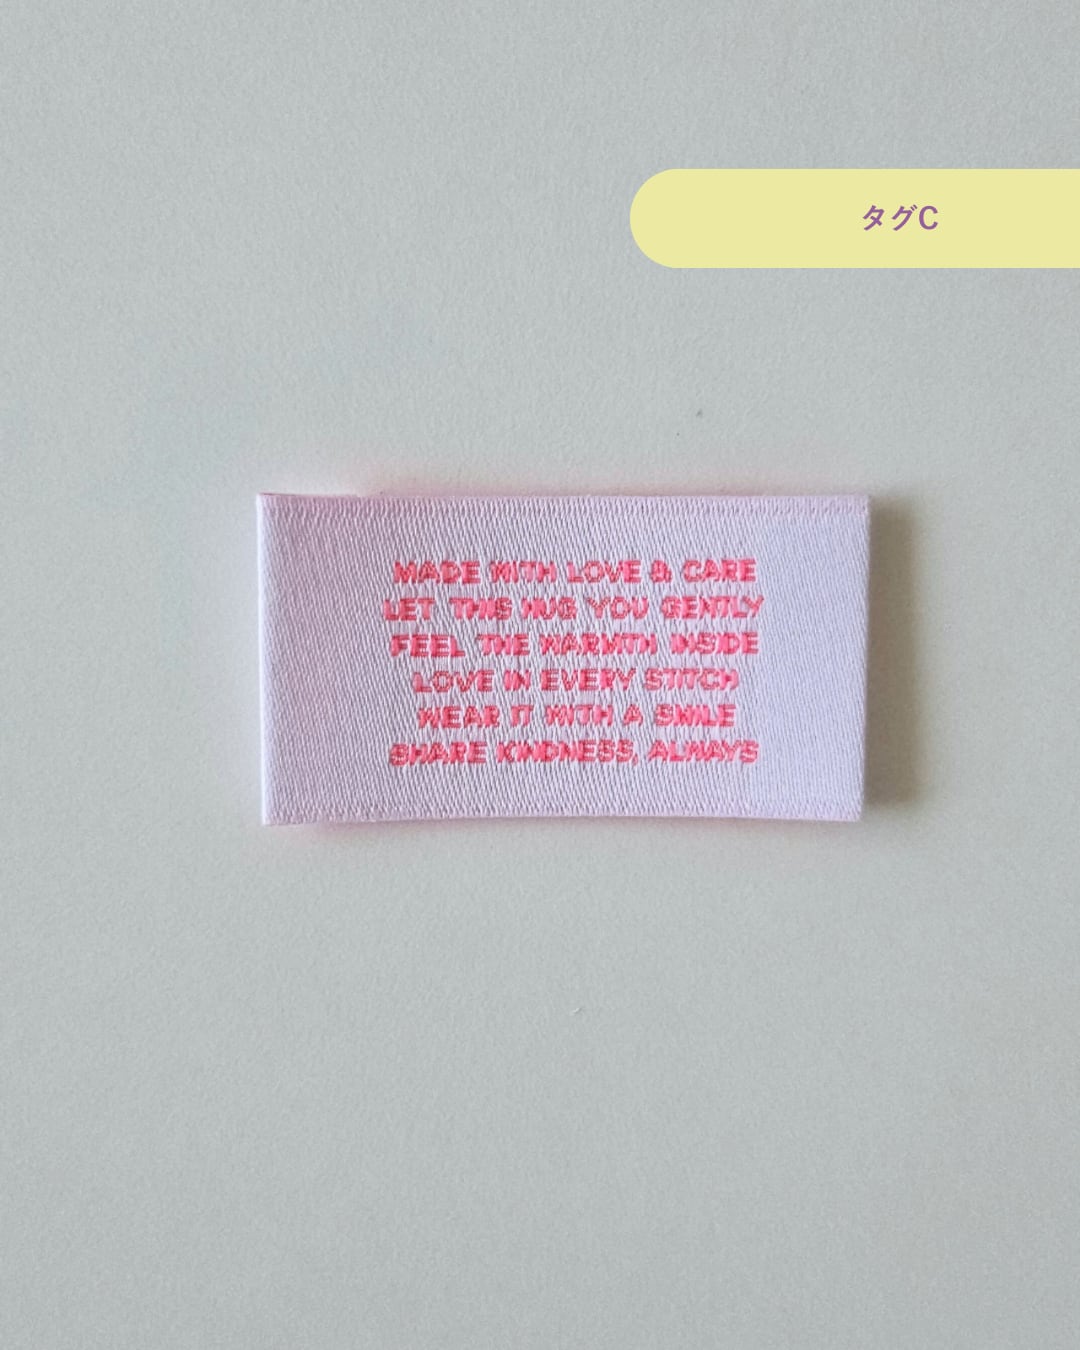 タグC
MADE WITH LOVE & CARE
LET THIS HUG YOU GENTLY
FEEL THE WARMTH INSIDE
LOVE IN EVERY STITCH
WEAR IT WITH A SMILE
SHARE KINDNESS, ALWAYS